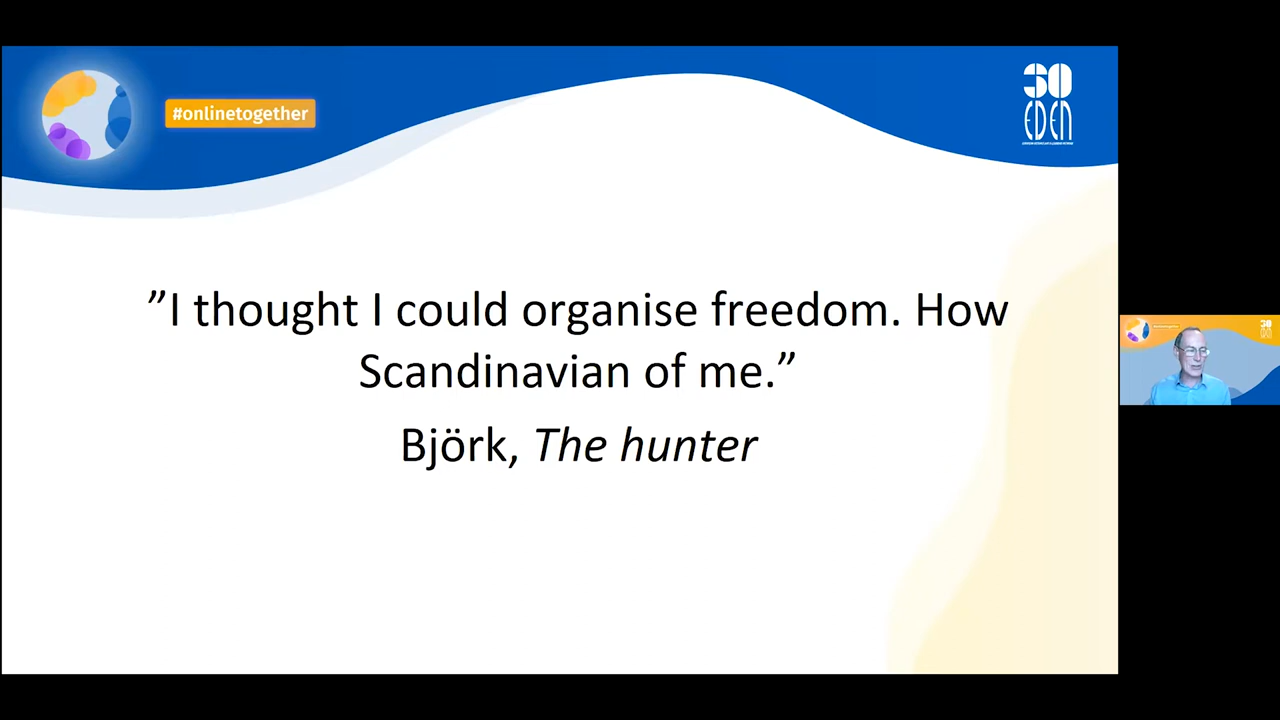 #onlinetogether
30
EDEN
”I thought I could organise freedom. How
Scandinavian of me.”
Björk, The hunter